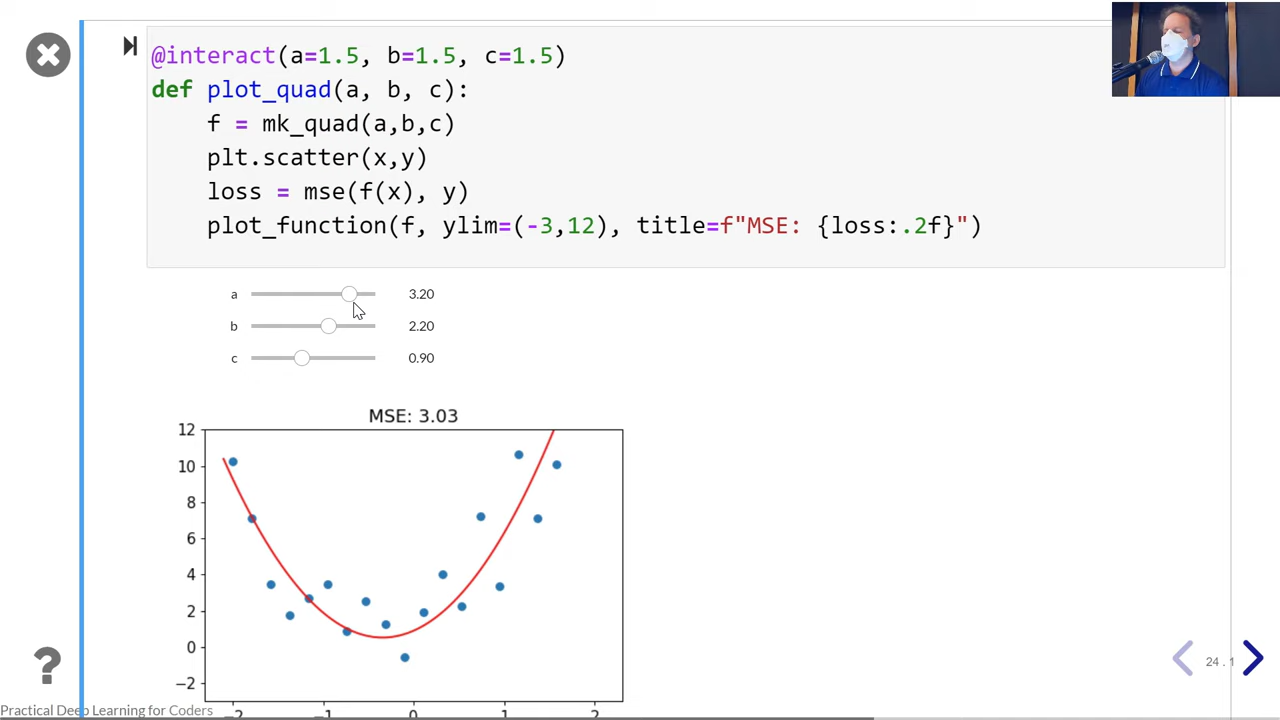 @interact(a=1.5, b=1.5, c=1.5)
def plot_quad(a, b, c):
    f = mk_quad(a,b,c)
    plt.scatter(x,y)
    loss = mse(f(x), y)
    plot_function(f, ylim=(-3,12), title=f"MSE: {loss:.2f}")
a 3.20
b 2.20
c 0.90
MSE: 3.03
12
10
8
6
4
2
0
−2
−2 −1 0 1 2
?
24 . 1
Practical Deep Learning for Coders